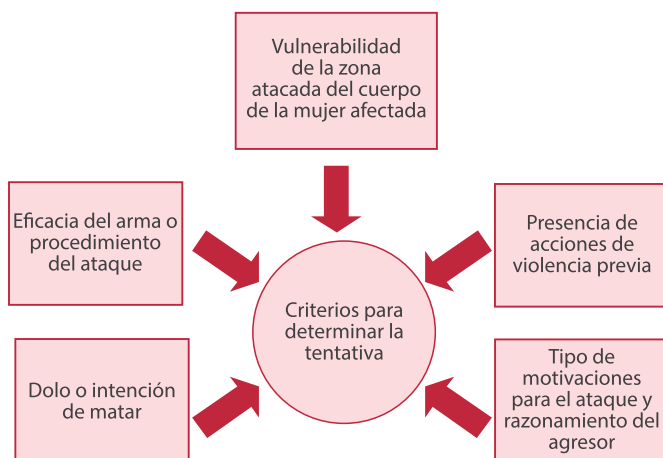 Vulnerabilidad
de la zona
atacada del cuerpo
de la mujer afectada
Eficacia del arma o
procedimiento
del ataque
Presencia de
acciones de
violencia previa
Criterios para
determinar la
tentativa
Dolo o intención
de matar
Tipo de
motivaciones
para el ataque y
razonamiento del
agresor